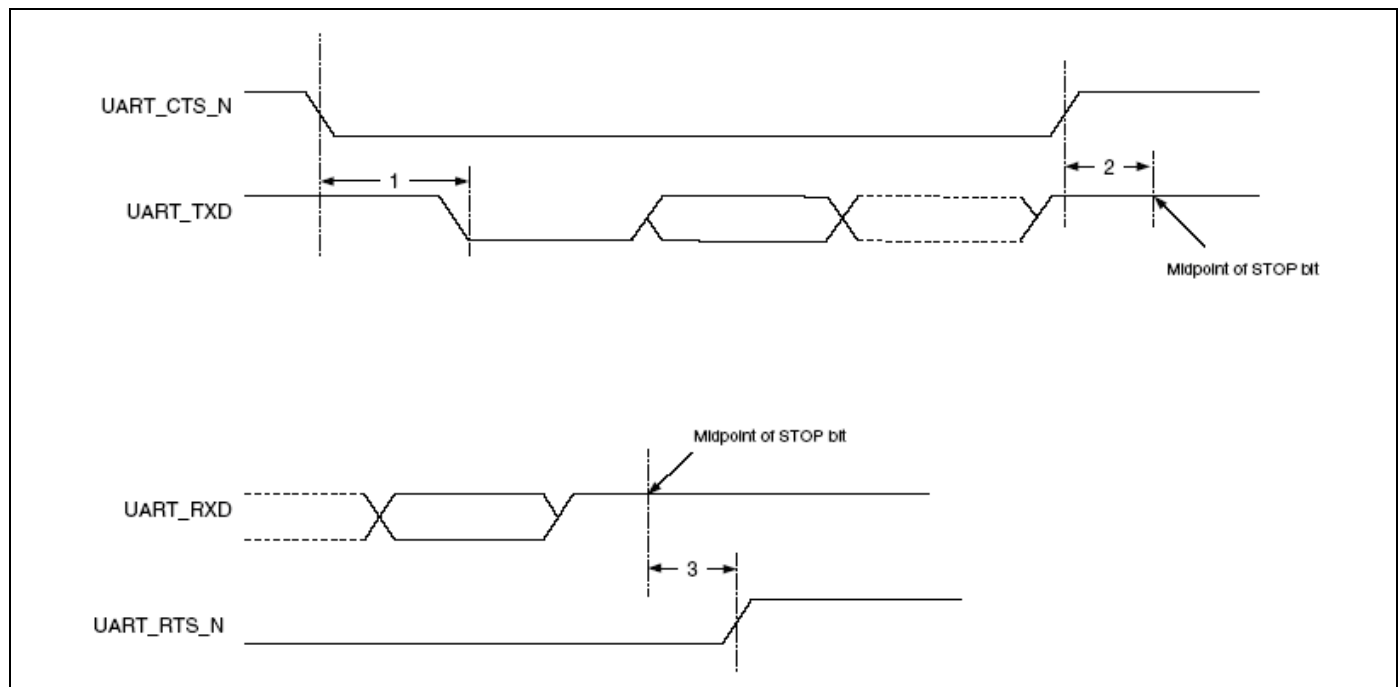 UART_CTS_N
1
2
UART_TXD
Midpoint of STOP bit
Midpoint of STOP bit
UART_RXD
3
UART_RTS_N